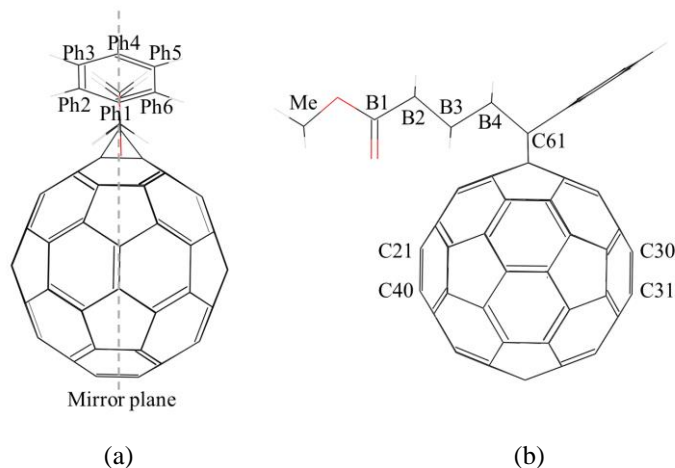 Ph4
Ph3 Ph5
Ph2 Ph6
Ph1
Mirror plane
(a)
Me B1 B3
B2 B4 C61
C21 C30
C40 C31
(b)